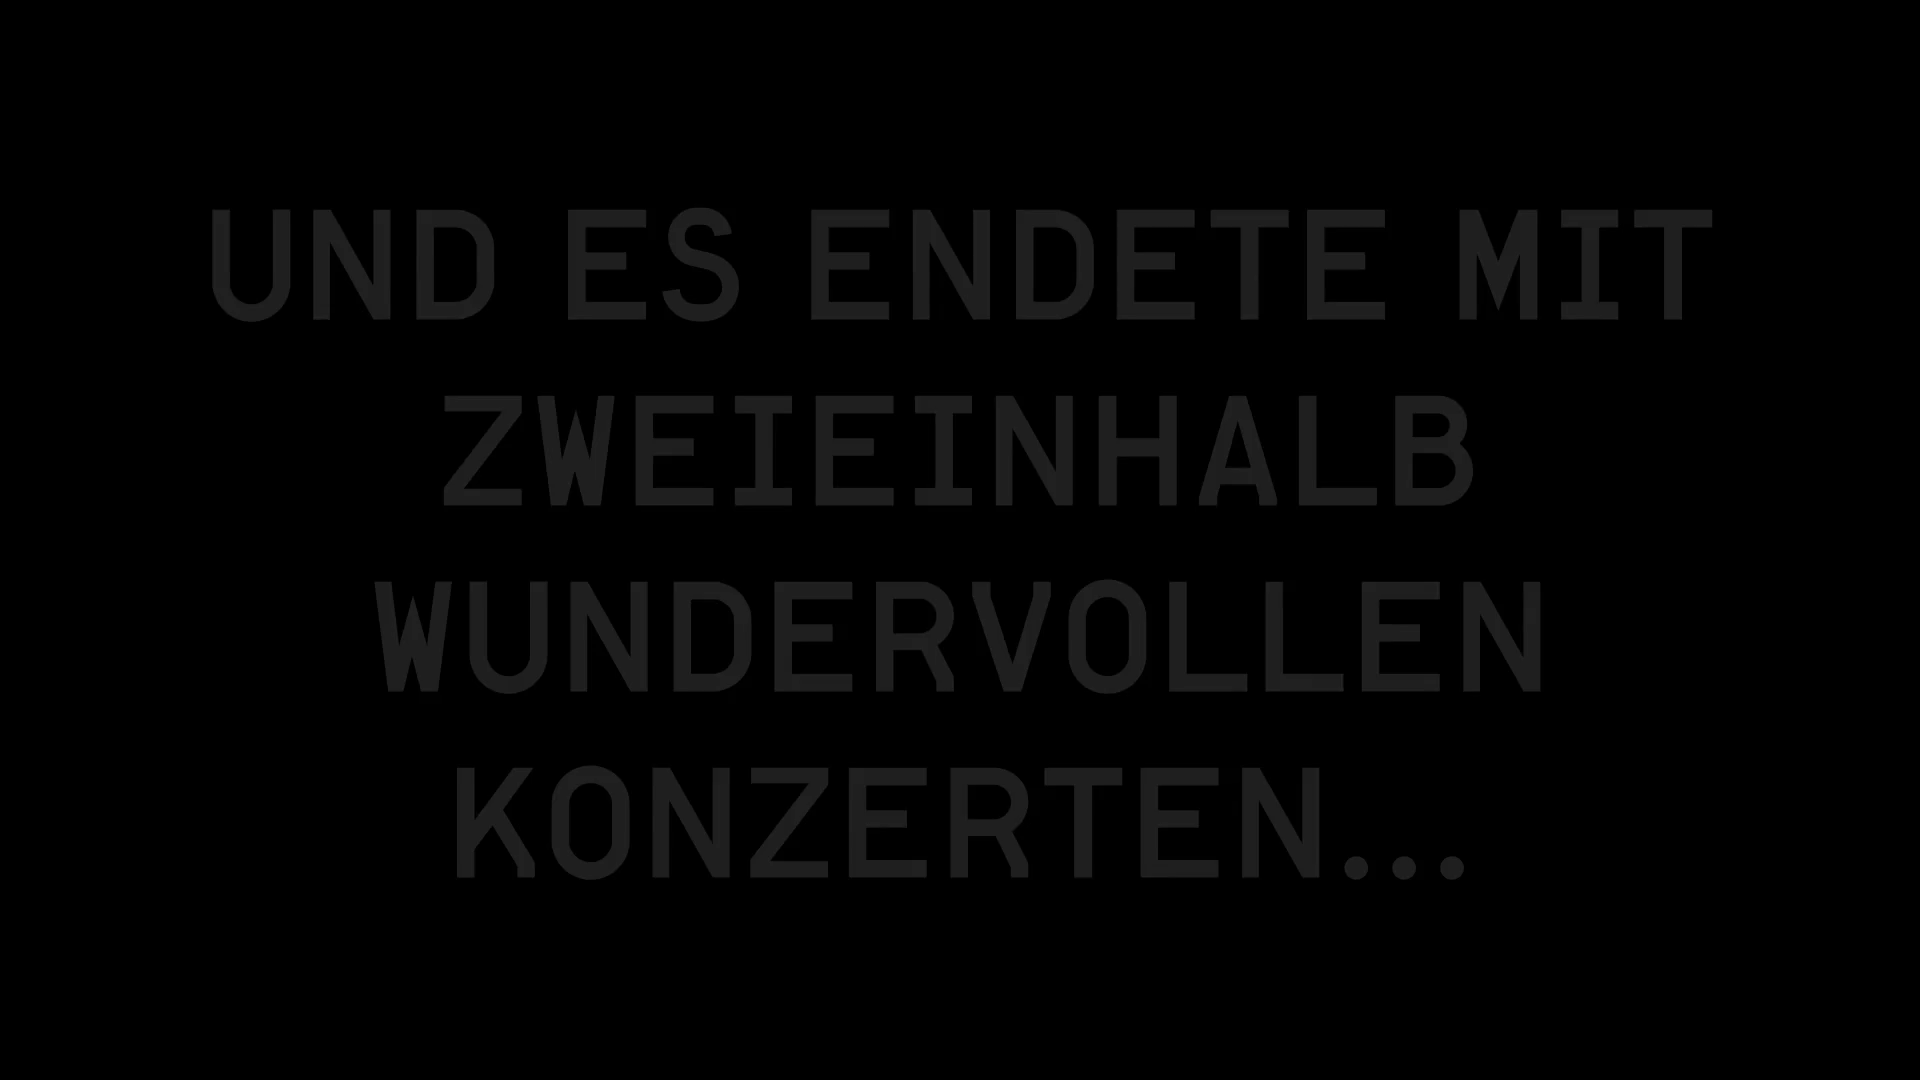 UND ES ENDETE MIT
ZWEIEINHALB
WUNDERVOLLEN
KONZERTEN...